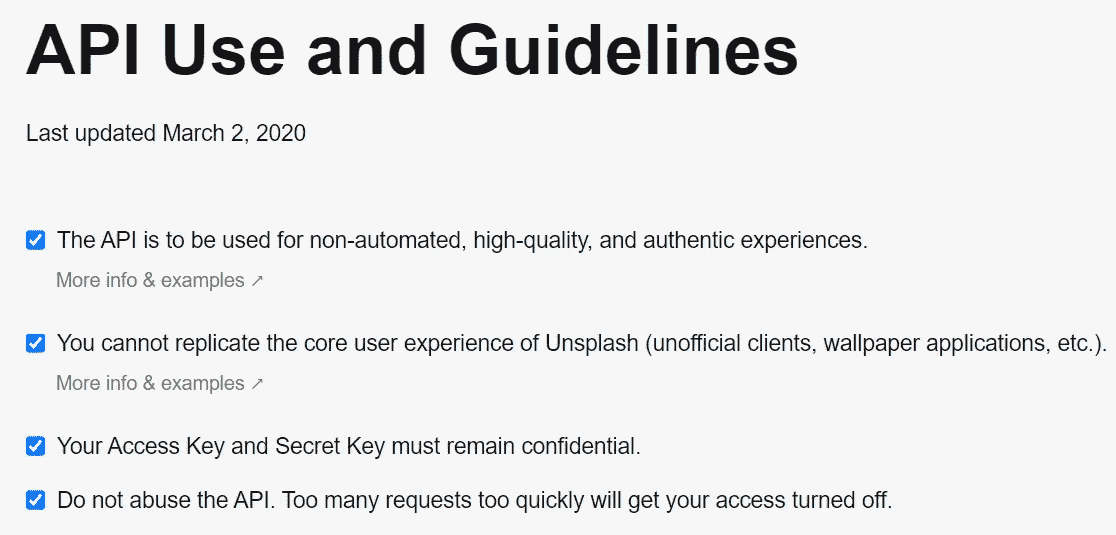 API Use and Guidelines
Last updated March 2, 2020
The API is to be used for non-automated, high-quality, and authentic experiences.
More info & examples ↗
You cannot replicate the core user experience of Unsplash (unofficial clients, wallpaper applications, etc.).
More info & examples ↗
Your Access Key and Secret Key must remain confidential.
Do not abuse the API. Too many requests too quickly will get your access turned off.